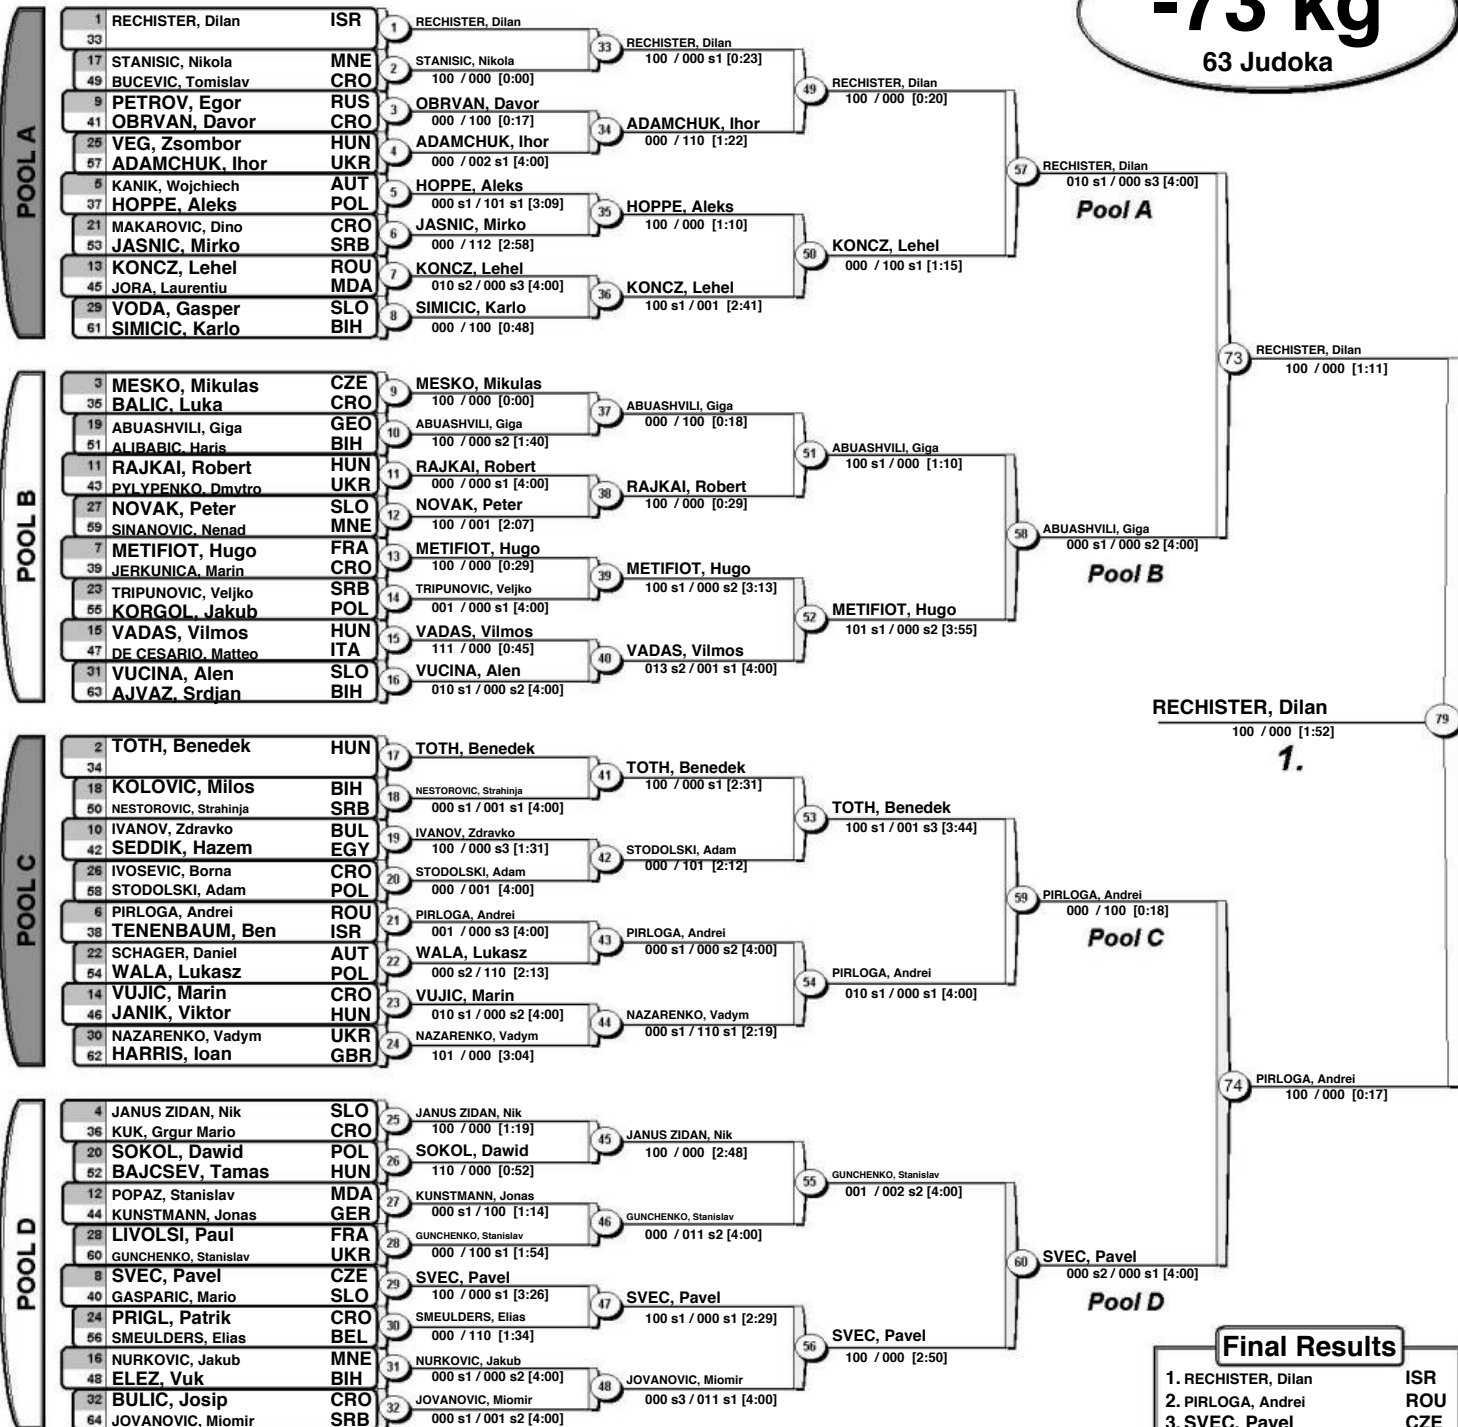 -73 kg
63 Judoka
POOL A
1 RECHISTER, Dilan ISR
33
17 STANISIC, Nikola MNE
49 BUCEVIC, Tomislav CRO
9 PETROV, Egor RUS
41 OBRVAN, Davor CRO
25 VEG, Zsombor HUN
57 ADAMCHUK, Ihor UKR
5 KANIK, Wojchiech AUT
37 HOPPE, Aleks POL
21 MAKAROVIC, Dino CRO
53 JASNIC, Mirko SRB
13 KONCZ, Lehel ROU
45 JORA, Laurentiu MDA
29 VODA, Gasper SLO
61 SIMICIC, Karlo BIH
1 RECHISTER, Dilan
2 STANISIC, Nikola
100 / 000 [0:00]
3 OBRVAN, Davor
000 / 100 [0:17]
4 ADAMCHUK, Ihor
000 / 002 s1 [4:00]
5 HOPPE, Aleks
000 s1 / 101 s1 [3:09]
6 JASNIC, Mirko
000 / 112 [2:58]
7 KONCZ, Lehel
010 s2 / 000 s3 [4:00]
8 SIMICIC, Karlo
000 / 100 [0:48]
33 RECHISTER, Dilan
100 / 000 s1 [0:23]
34 ADAMCHUK, Ihor
000 / 110 [1:22]
35 HOPPE, Aleks
100 / 000 [1:10]
36 KONCZ, Lehel
100 s1 / 001 [2:41]
49 RECHISTER, Dilan
100 / 000 [0:20]
50 KONCZ, Lehel
000 / 100 s1 [1:15]
57 RECHISTER, Dilan
010 s1 / 000 s3 [4:00]
Pool A
POOL B
3 MESKO, Mikulas CZE
35 BALIC, Luka CRO
19 ABUASHVILI, Giga GEO
51 ALIBABIC, Haris BIH
11 RAJKAI, Robert HUN
43 PYLYPENKO, Dmytro UKR
27 NOVAK, Peter SLO
59 SINANOVIC, Nenad MNE
7 METIFIOT, Hugo FRA
39 JERKUNICA, Marin CRO
23 TRIPUNOVIC, Veljko SRB
55 KORGOL, Jakub POL
15 VADAS, Vilmos HUN
47 DE CESARIO, Matteo ITA
31 VUCINA, Alen SLO
63 AJVAZ, Srdjan BIH
9 MESKO, Mikulas
100 / 000 [0:00]
10 ABUASHVILI, Giga
100 / 000 s2 [1:40]
11 RAJKAI, Robert
000 / 000 s1 [4:00]
12 NOVAK, Peter
100 / 001 [2:07]
13 METIFIOT, Hugo
100 / 000 [0:29]
14 TRIPUNOVIC, Veljko
001 / 000 s1 [4:00]
15 VADAS, Vilmos
111 / 000 [0:45]
16 VUCINA, Alen
010 s1 / 000 s2 [4:00]
37 ABUASHVILI, Giga
000 / 100 [0:18]
38 RAJKAI, Robert
100 / 000 [0:29]
39 METIFIOT, Hugo
100 s1 / 000 s2 [3:13]
40 VADAS, Vilmos
013 s2 / 001 s1 [4:00]
51 ABUASHVILI, Giga
100 s1 / 000 [1:10]
52 METIFIOT, Hugo
101 s1 / 000 s2 [3:55]
58 ABUASHVILI, Giga
000 s1 / 000 s2 [4:00]
Pool B
73 RECHISTER, Dilan
100 / 000 [1:11]
RECHISTER, Dilan 79
100 / 000 [1:52]
1.
POOL C
2 TOTH, Benedek HUN
34
18 KOLOVIC, Milos BIH
50 NESTOROVIC, Strahinja SRB
10 IVANOV, Zdravko BUL
42 SEDDIK, Hazem EGY
26 IVOSEVIC, Borna CRO
58 STODOLSKI, Adam POL
6 PIRLOGA, Andrei ROU
38 TENENBAUM, Ben ISR
22 SCHAGER, Daniel AUT
54 WALA, Lukasz POL
14 VUJIC, Marin CRO
46 JANIK, Viktor HUN
30 NAZARENKO, Vadym UKR
62 HARRIS, Ioan GBR
17 TOTH, Benedek
18 NESTOROVIC, Strahinja
000 s1 / 001 s1 [4:00]
19 IVANOV, Zdravko
100 / 000 s3 [1:31]
20 STODOLSKI, Adam
000 / 001 [4:00]
21 PIRLOGA, Andrei
001 / 000 s3 [4:00]
22 WALA, Lukasz
000 s2 / 110 [2:13]
23 VUJIC, Marin
010 s1 / 000 s2 [4:00]
24 NAZARENKO, Vadym
101 / 000 [3:04]
41 TOTH, Benedek
100 / 000 s1 [2:31]
42 STODOLSKI, Adam
000 / 101 [2:12]
43 PIRLOGA, Andrei
000 s1 / 000 s2 [4:00]
44 NAZARENKO, Vadym
000 s1 / 110 s1 [2:19]
53 TOTH, Benedek
100 s1 / 001 s3 [3:44]
54 PIRLOGA, Andrei
010 s1 / 000 s1 [4:00]
59 PIRLOGA, Andrei
000 / 100 [0:18]
Pool C
74 PIRLOGA, Andrei
100 / 000 [0:17]
POOL D
4 JANUS ZIDAN, Nik SLO
36 KUK, Grgur Mario CRO
20 SOKOL, Dawid POL
52 BAJCSEV, Tamas HUN
12 POPAZ, Stanislav MDA
44 KUNSTMANN, Jonas GER
28 LIVOLSI, Paul FRA
60 GUNCHENKO, Stanislav UKR
8 SVEC, Pavel CZE
40 GASPARIC, Mario SLO
24 PRIGL, Patrik CRO
56 SMEULDERS, Elias BEL
16 NURKOVIC, Jakub MNE
48 ELEZ, Vuk BIH
32 BULIC, Josip CRO
64 JOVANOVIC, Miomir SRB
25 JANUS ZIDAN, Nik
100 / 000 [1:19]
26 SOKOL, Dawid
110 / 000 [0:52]
27 KUNSTMANN, Jonas
000 s1 / 100 [1:14]
28 GUNCHENKO, Stanislav
000 / 100 s1 [1:54]
29 SVEC, Pavel
100 / 000 s1 [3:26]
30 SMEULDERS, Elias
000 / 110 [1:34]
31 NURKOVIC, Jakub
000 s1 / 000 s2 [4:00]
32 JOVANOVIC, Miomir
000 s1 / 001 s2 [4:00]
45 JANUS ZIDAN, Nik
100 / 000 [2:48]
46 GUNCHENKO, Stanislav
000 / 011 s2 [4:00]
47 SVEC, Pavel
100 s1 / 000 s1 [2:29]
48 JOVANOVIC, Miomir
000 s3 / 011 s1 [4:00]
55 GUNCHENKO, Stanislav
001 / 002 s2 [4:00]
56 SVEC, Pavel
100 / 000 [2:50]
60 SVEC, Pavel
000 s2 / 000 s1 [4:00]
Pool D
Final Results
1. RECHISTER, Dilan ISR
2. PIRLOGA, Andrei ROU
3. SVEC, Pavel CZE